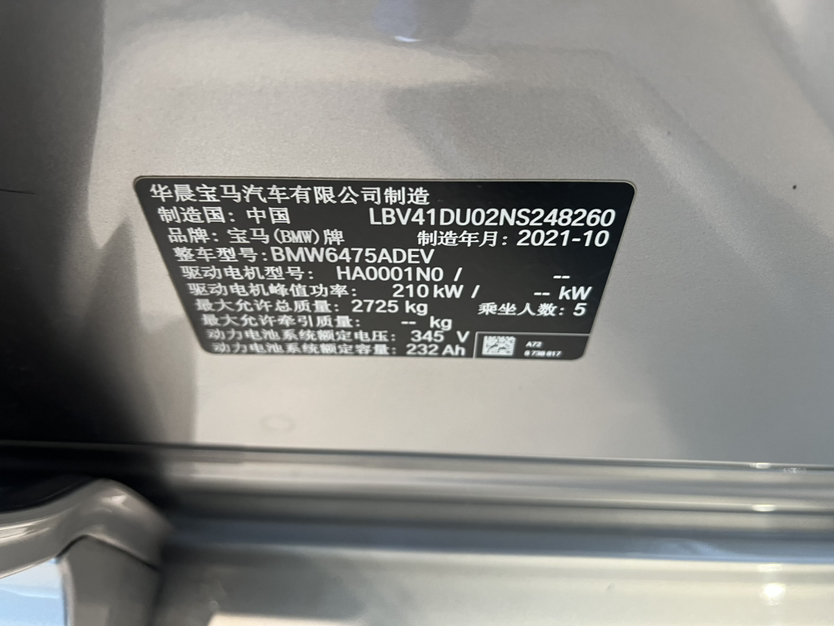 华晨宝马汽车有限公司制造
制造国: 中国 LBV41DU02NS248260
品牌: 宝马(BMW)牌 制造年月: 2021-10
整车型号: BMW6475ADEV
驱动电机型号: HA0001N0 / --
驱动电机峰值功率: 210 kW / -- kW
最大允许总质量: 2725 kg 乘坐人数: 5
最大允许牵引质量: -- kg
动力电池系统额定电压: 345 V
动力电池系统额定容量: 232 Ah
A72
0 738 017